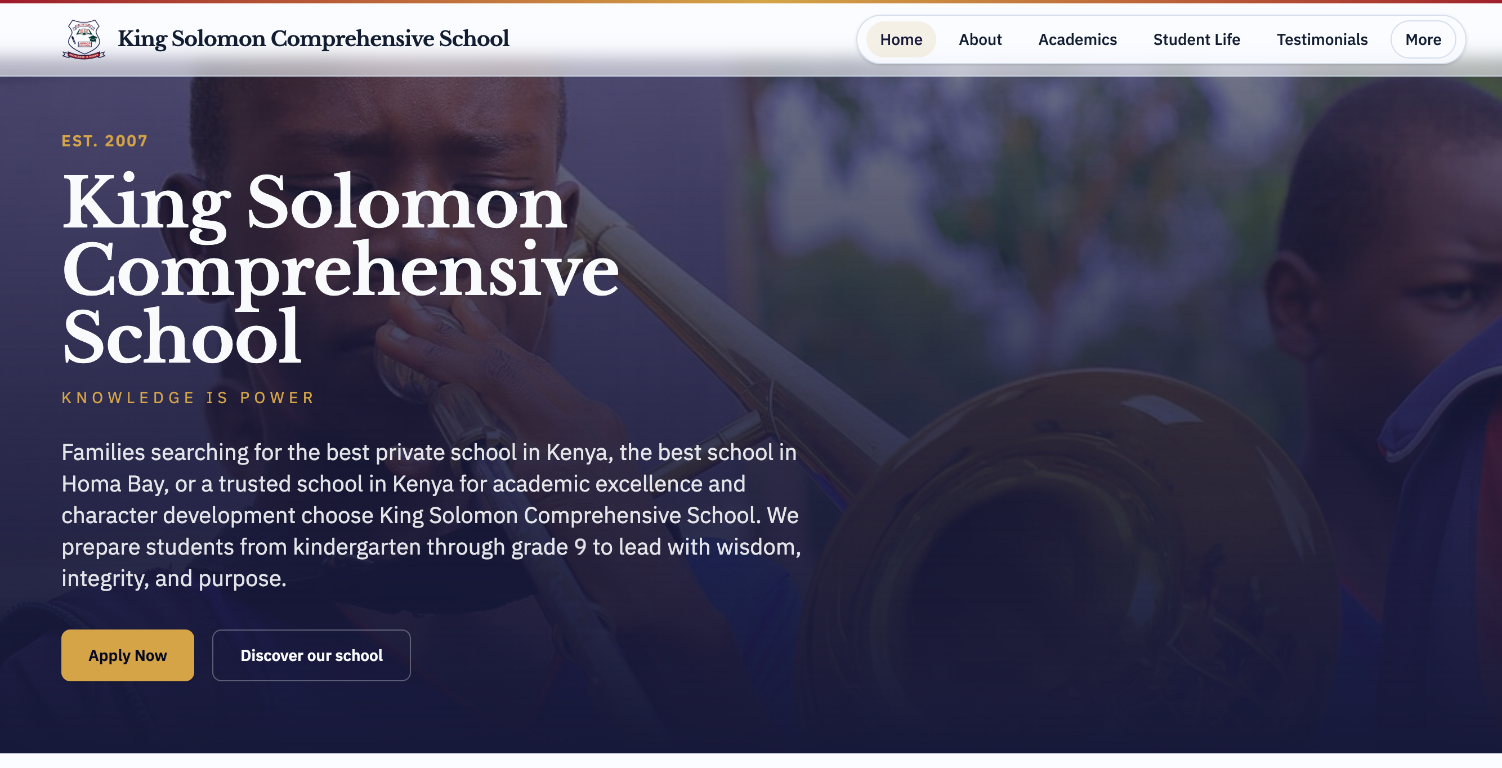 King Solomon Comprehensive School
Home
About
Academics
Student Life
Testimonials
More
EST. 2007
King Solomon
Comprehensive
School
KNOWLEDGE IS POWER
Families searching for the best private school in Kenya, the best school in
Homa Bay, or a trusted school in Kenya for academic excellence and
character development choose King Solomon Comprehensive School. We
prepare students from kindergarten through grade 9 to lead with wisdom,
integrity, and purpose.
Apply Now
Discover our school